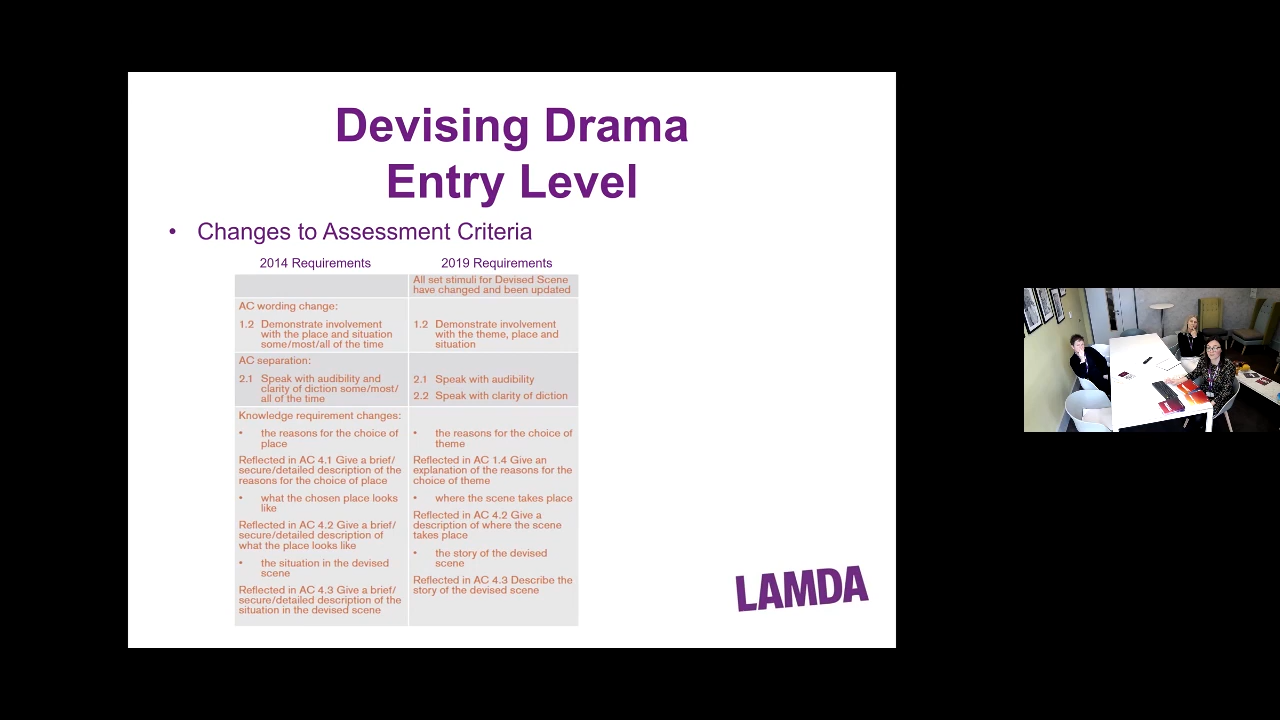 Devising Drama
Entry Level
• Changes to Assessment Criteria
2014 Requirements
2019 Requirements
All set stimuli for Devised Scene
have changed and been updated
AC wording change:
1.2 Demonstrate involvement
with the place and situation
some/most/all of the time
1.2 Demonstrate involvement
with the theme, place and
situation
AC separation:
2.1 Speak with audibility and
clarity of diction some/most/
all of the time
2.1 Speak with audibility
2.2 Speak with clarity of diction
Knowledge requirement changes:
• the reasons for the choice of
place
Reflected in AC 4.1 Give a brief/
secure/detailed description of the
reasons for the choice of place
• what the chosen place looks
like
Reflected in AC 4.2 Give a brief/
secure/detailed description of
what the place looks like
• the situation in the devised
scene
Reflected in AC 4.3 Give a brief/
secure/detailed description of the
situation in the devised scene
• the reasons for the choice of
theme
Reflected in AC 1.4 Give an
explanation of the reasons for the
choice of theme
• where the scene takes place
Reflected in AC 4.2 Give a
description of where the scene
takes place
• the story of the devised
scene
Reflected in AC 4.3 Describe the
story of the devised scene
LAMDA